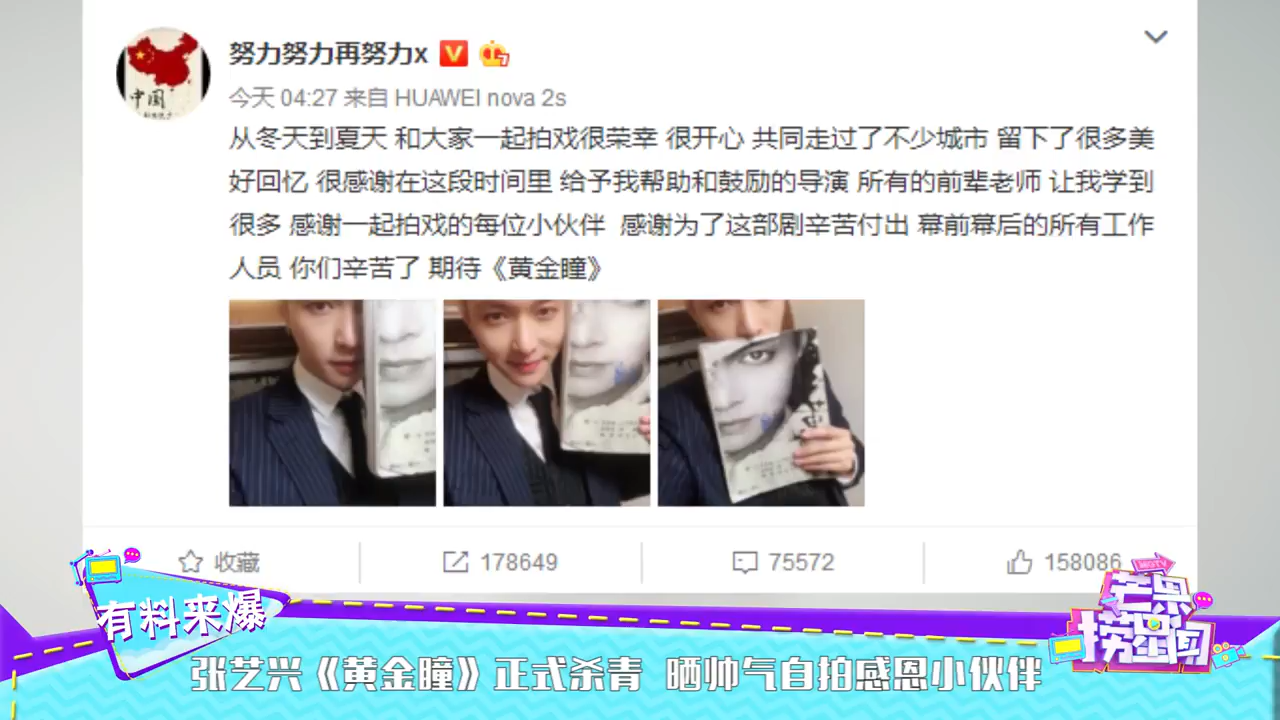 中国
努力努力再努力x
今天 04:27 来自 HUAWEI nova 2s
从冬天到夏天 和大家一起拍戏很荣幸 很开心 共同走过了不少城市 留下了很多美
好回忆 很感谢在这段时间里 给予我帮助和鼓励的导演 所有的前辈老师 让我学到
很多 感谢一起拍戏的每位小伙伴 感谢为了这部剧辛苦付出 幕前幕后的所有工作
人员 你们辛苦了 期待《黄金瞳》
收藏
178649
75572
158086
有料来爆
MGTV
芒果
捞星闻
张艺兴《黄金瞳》正式杀青 晒帅气自拍感恩小伙伴